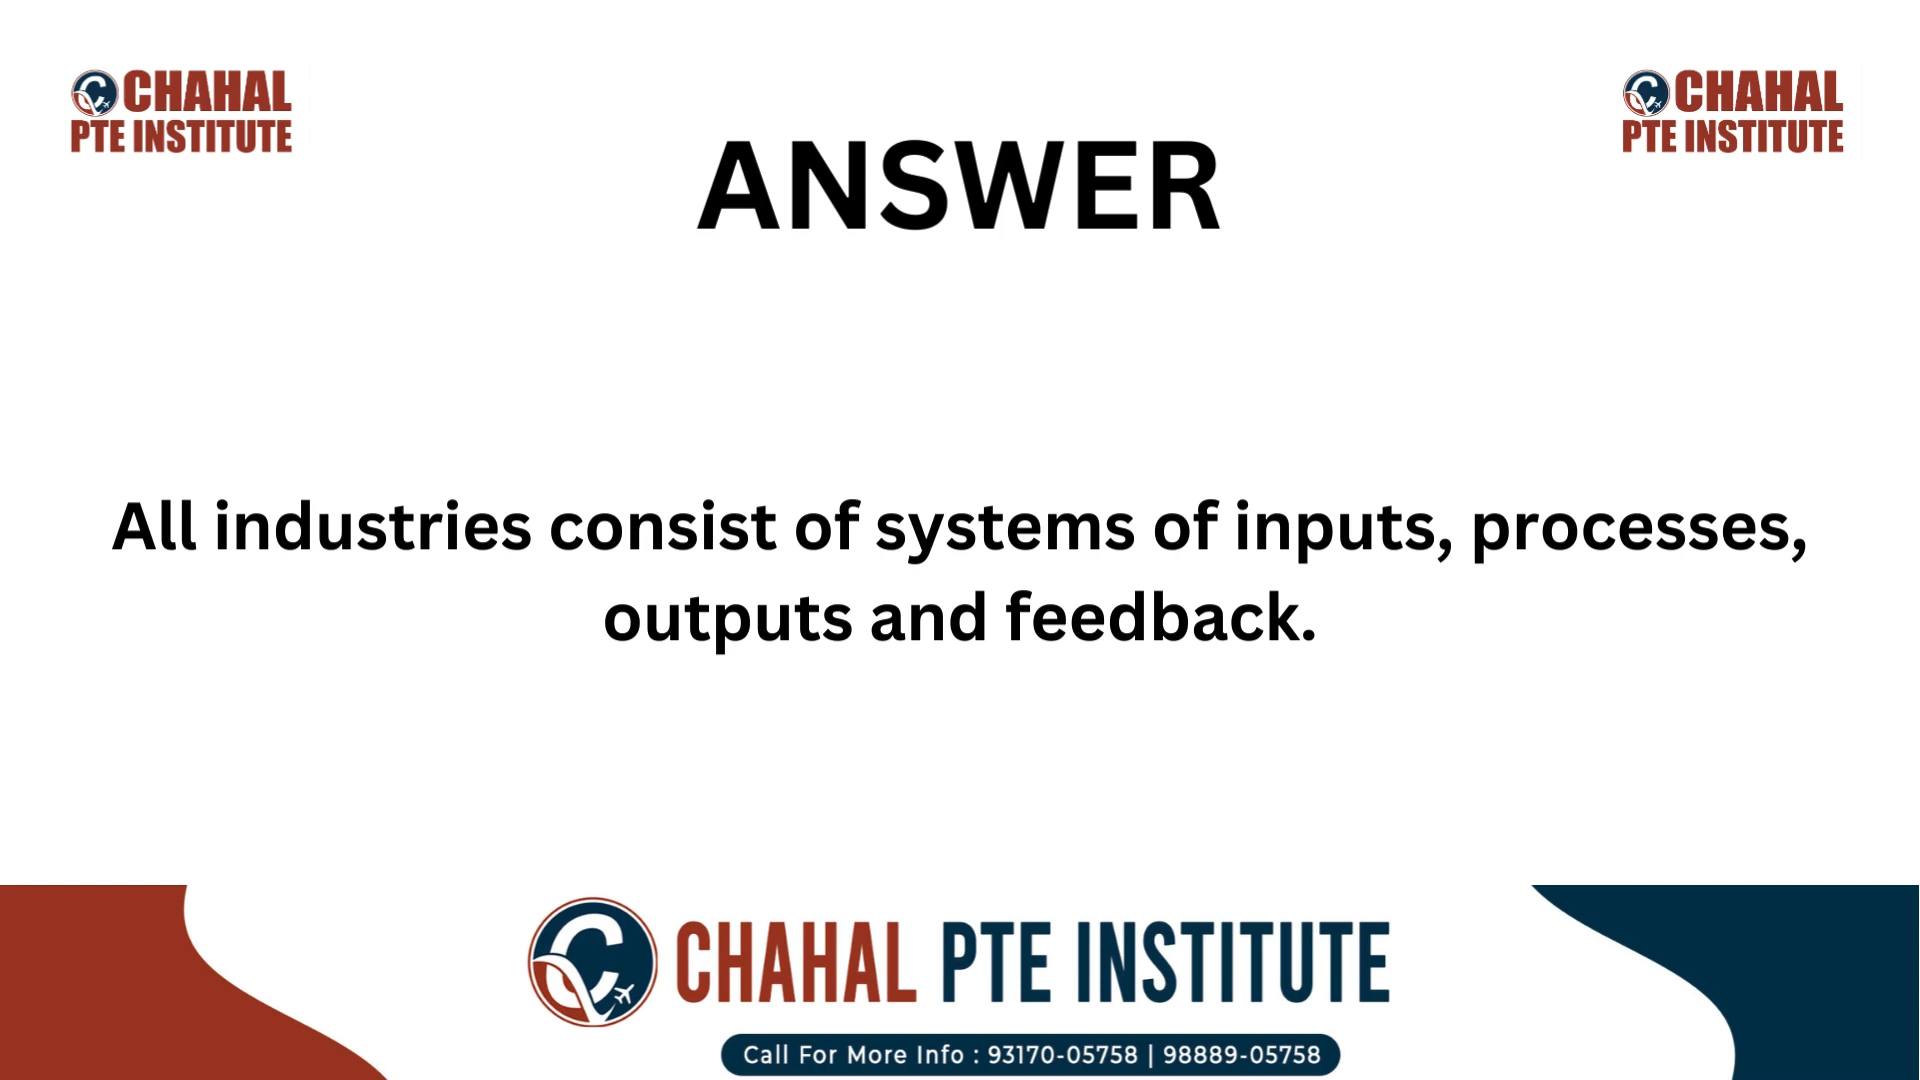 CHAHAL
PTE INSTITUTE
CHAHAL
PTE INSTITUTE
ANSWER
All industries consist of systems of inputs, processes,
outputs and feedback.
CHAHAL PTE INSTITUTE
Call For More Info : 93170-05758 | 98889-05758